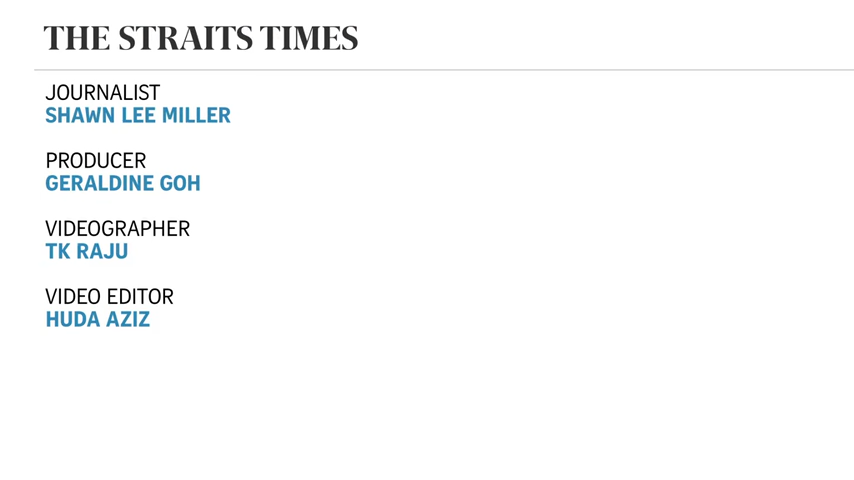 THE STRAITS TIMES
JOURNALIST
SHAWN LEE MILLER
PRODUCER
GERALDINE GOH
VIDEOGRAPHER
TK RAJU
VIDEO EDITOR
HUDA AZIZ